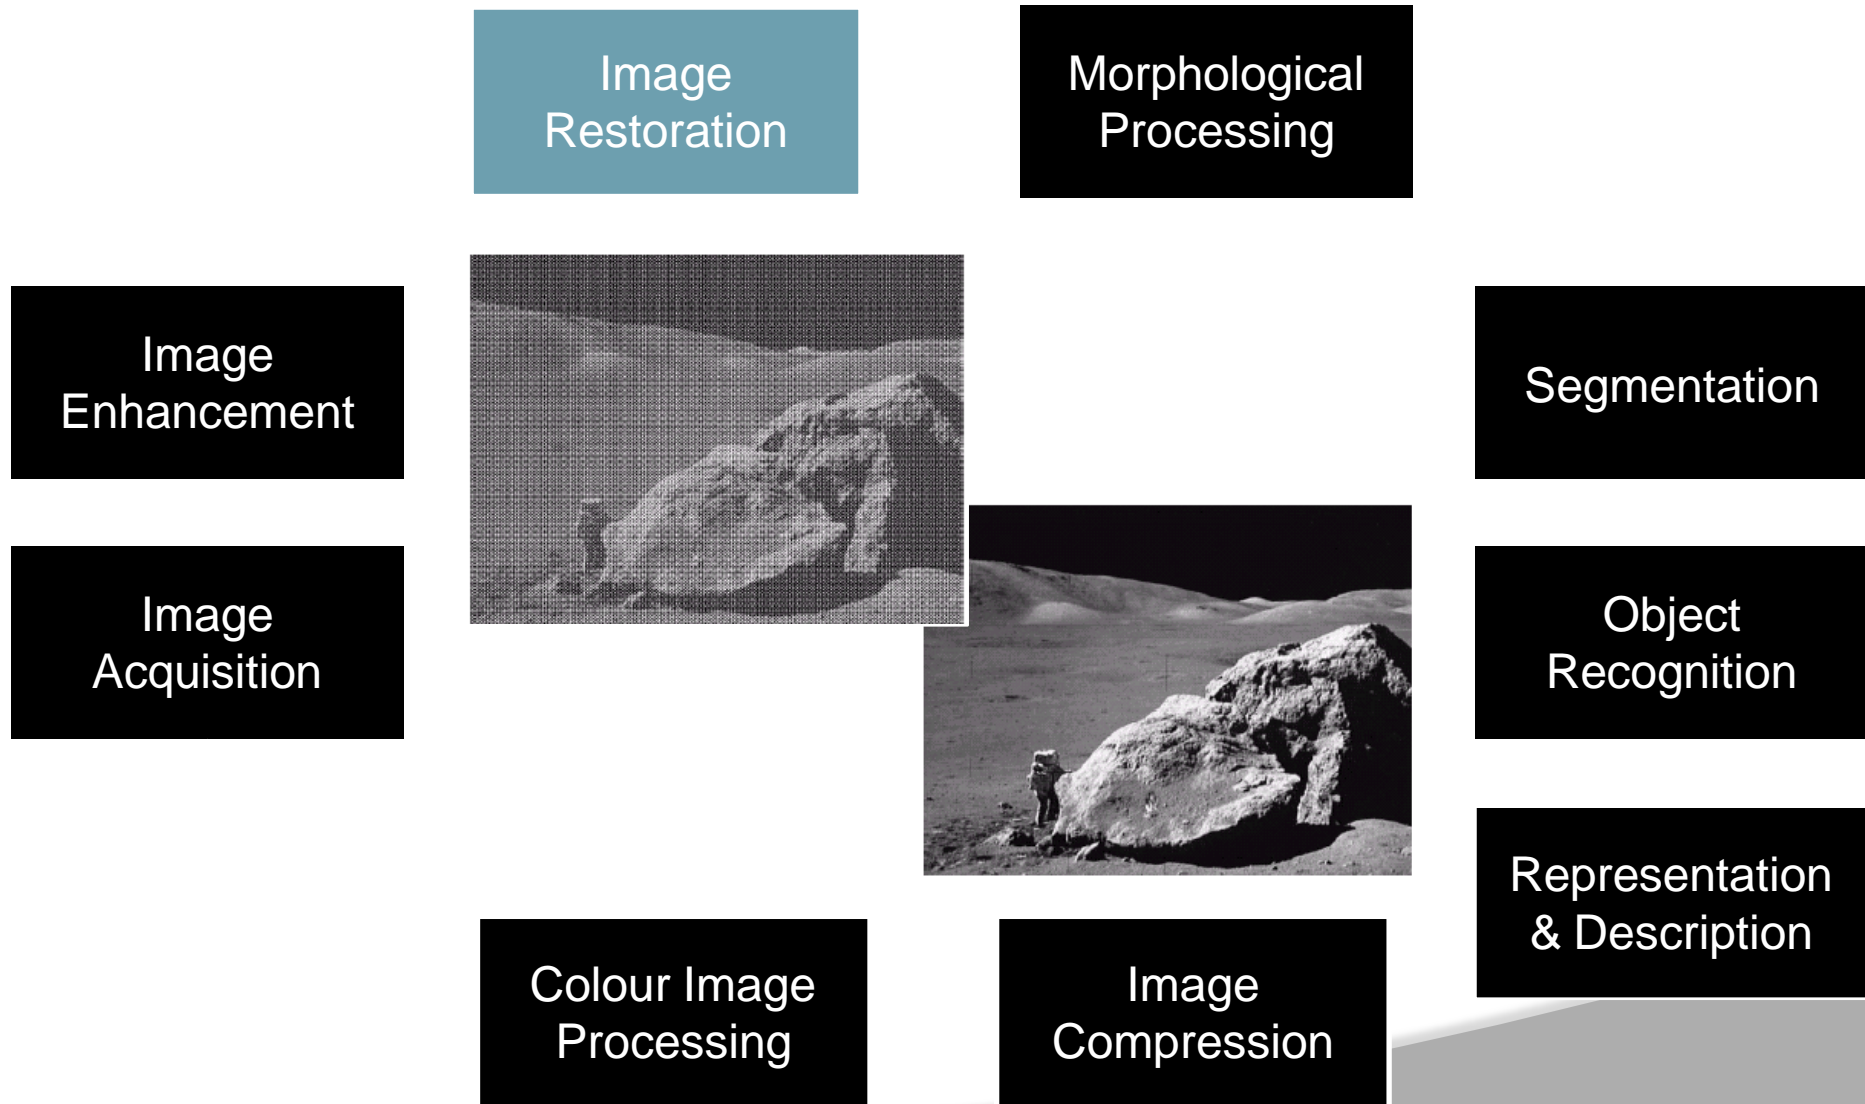 Image
Restoration
Morphological
Processing
Image
Enhancement
Segmentation
Image
Acquisition
Object
Recognition
Representation
& Description
Colour Image
Processing
Image
Compression